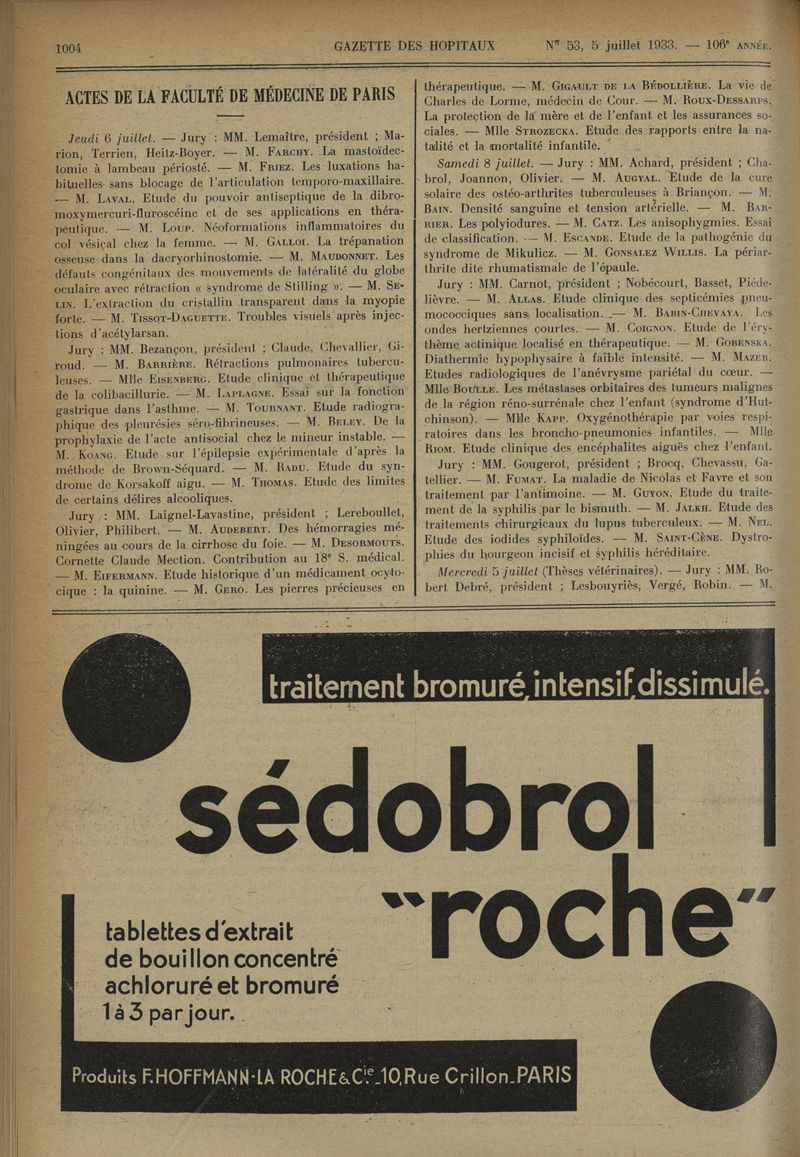 1004
GAZETTE DES HOPITAUX
Nº 53, 5 juillet 1933. — 106e ANNÉE.
ACTES DE LA FACULTÉ DE MÉDECINE DE PARIS
Jeudi 6 juillet. — Jury : MM. Lemaître, président ; Ma-
rion, Terrien, Heitz-Boyer. — M. FARCHY. La mastoïdec-
tomie à lambeau périosté. — M. FRIEZ. Les luxations ha-
bituelles sans blocage de l'articulation temporo-maxillaire.
— M. LAVAL. Etude du pouvoir antiseptique de la dibro-
moxymercuri-fluroscéine et de ses applications en théra-
peutique. — M. LOUP. Néoformations inflammatoires du
col vésical chez la femme. — M. GALLOI. La trépanation
osseuse dans la dacryorhinostomie. — M. MAUDONNET. Les
défauts congénitaux des mouvements de latéralité du globe
oculaire avec rétraction « syndrome de Stilling ». — M. SE-
LIN. L'extraction du cristallin transparent dans la myopie
forte. — M. TISSOT-DAGUETTE. Troubles visuels après injec-
tions d'acétylarsan.
Jury : MM. Bezançon, président ; Claude, Chevallier, Gi-
roud. — M. BARRIÈRE. Rétractions pulmonaires tubercu-
leuses. — Mlle EISENBERG. Etude clinique et thérapeutique
de la colibacillurie. — M. LAPLAGNE. Essai sur la fonction
gastrique dans l'asthme. — M. TOURNANT. Etude radiogra-
phique des pleurésies séro-fibrineuses. — M. BELEY. De la
prophylaxie de l'acte antisocial chez le mineur instable. —
M. KOANG. Etude sur l'épilepsie expérimentale d'après la
méthode de Brown-Séquard. — M. RADU. Etude du syn-
drome de Korsakoff aigu. — M. THOMAS. Etude des limites
de certains délires alcooliques.
Jury : MM. Laignel-Lavastine, président ; Lereboullet,
Olivier, Philibert. — M. AUDEBERT. Des hémorragies mé-
ningées au cours de la cirrhose du foie. — M. DESORMOUTS.
Cornette Claude Mection. Contribution au 18e S. médical.
— M. EIFERMANN. Etude historique d'un médicament ocyto-
cique : la quinine. — M. GERO. Les pierres précieuses en
thérapeutique. — M. GIGAULT DE LA BÉDOLLIÈRE. La vie de
Charles de Lorme, médecin de Cour. — M. ROUX-DESSARPS.
La protection de la mère et de l'enfant et les assurances so-
ciales. — Mlle STROZECKA. Etude des rapports entre la na-
talité et la mortalité infantile.
Samedi 8 juillet. — Jury : MM. Achard, président ; Cha-
brol, Joannon, Olivier. — M. AUGYAL. Etude de la cure
solaire des ostéo-arthrites tuberculeuses à Briançon. — M.
BAIN. Densité sanguine et tension artérielle. — M. BAR-
RIER. Les polyiodures. — M. CATZ. Les anisophygmies. Essai
de classification. — M. ESCANDE. Etude de la pathogénie du
syndrome de Mikulicz. — M. GONSALEZ WILLIS. La périar-
thrite dite rhumatismale de l'épaule.
Jury : MM. Carnot, président ; Nobécourt, Basset, Piéde-
lièvre. — M. ALLAS. Etude clinique des septicémies pneu-
mococciques sans localisation. — M. BABIN-CHEVAYA. Les
ondes hertziennes courtes. — M. COIGNON. Etude de l'éry-
thème actinique localisé en thérapeutique. — M. GORENSKA.
Diathermie hypophysaire à faible intensité. — M. MAZER.
Etudes radiologiques de l'anévrysme pariétal du cœur. —
Mlle BOULLE. Les métastases orbitaires des tumeurs malignes
de la région réno-surrénale chez l'enfant (syndrome d'Hut-
chinson). — Mlle KAPP. Oxygénothérapie par voies respi-
ratoires dans les broncho-pneumonies infantiles. — Mlle
RIOM. Etude clinique des encéphalites aiguës chez l'enfant.
Jury : MM. Gougerot, président ; Brocq, Chevassu, Ga-
tellier. — M. FUMAT. La maladie de Nicolas et Favre et son
traitement par l'antimoine. — M. GUYON. Etude du traite-
ment de la syphilis par le bismuth. — M. JALKH. Etude des
traitements chirurgicaux du lupus tuberculeux. — M. NEL.
Etude des iodides syphiloïdes. — M. SAINT-CÈNE. Dystro-
phies du bourgeon incisif et syphilis héréditaire.
Mercredi 5 juillet (Thèses vétérinaires). — Jury : MM. Ro-
bert Debré, président ; Lesbouyriès, Vergé, Robin. — M.
traitement bromuré, intensif, dissimulé.
sédobrol
"roche"
tablettes d'extrait
de bouillon concentré
achloruré et bromuré
1 à 3 par jour.
Produits F. HOFFMANN-LA ROCHE & Cie_10, Rue Crillon_PARIS